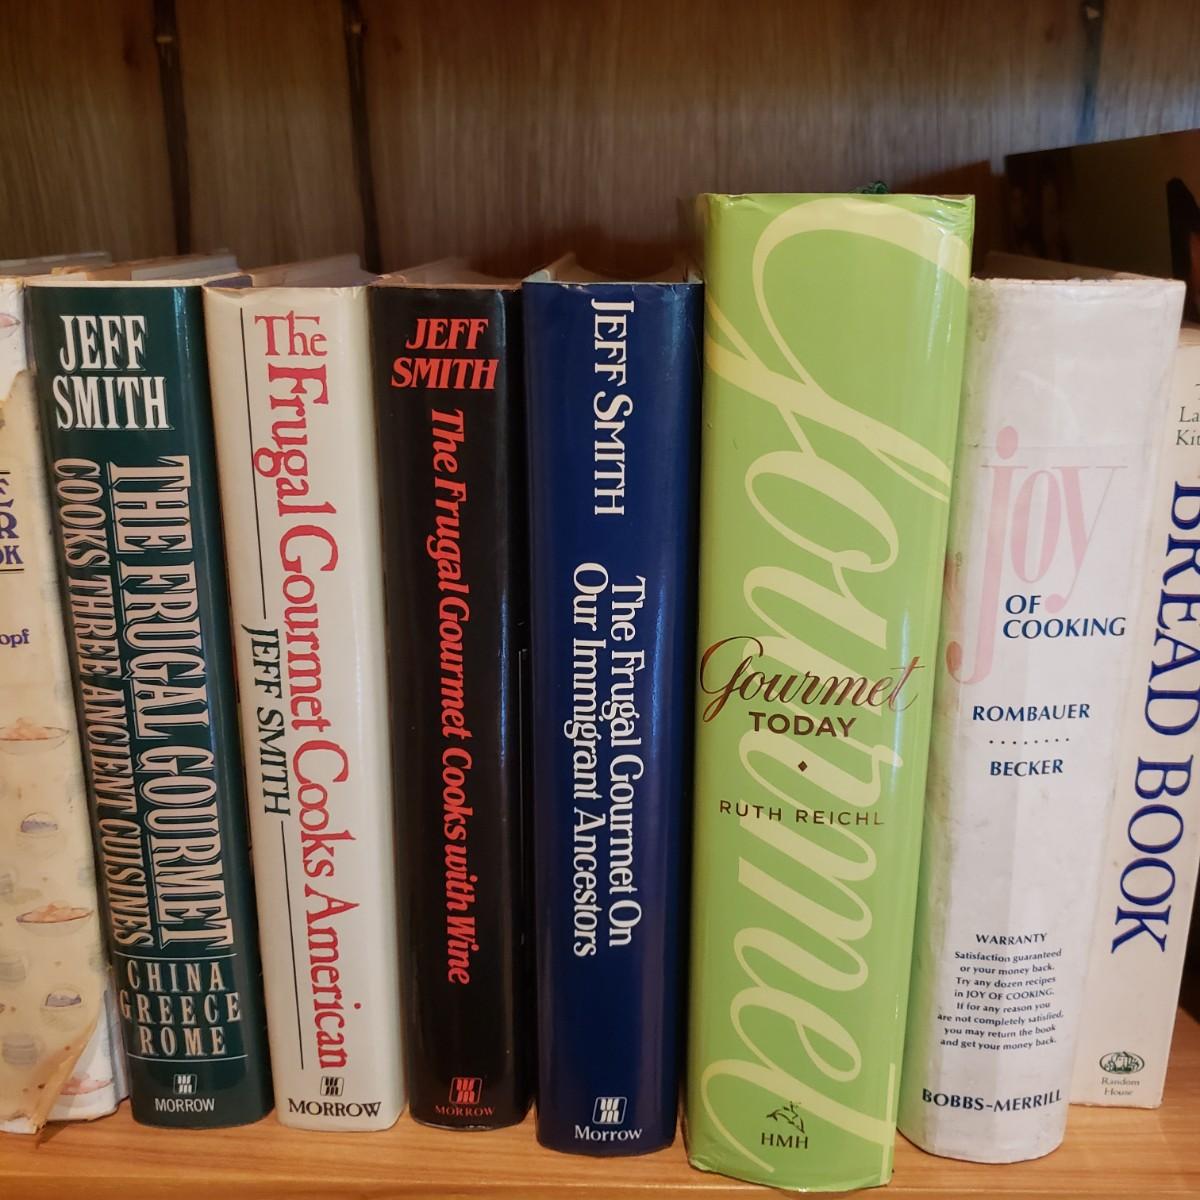 OK
opf
JEFF
SMITH
THE FRUGAL GOURMET
COOKS THREE ANCIENT CUISINES
CHINA
GREECE
ROME
MORROW
The Frugal Gourmet Cooks American
JEFF SMITH
MORROW
JEFF
SMITH
The Frugal Gourmet Cooks with Wine
MORROW
JEFF SMITH
The Frugal Gourmet On
Our Immigrant Ancestors
Morrow
Gourmet
Gourmet
TODAY
RUTH REICHL
HMH
joy
OF
COOKING
ROMBAUER
BECKER
WARRANTY
Satisfaction guaranteed
or your money back.
Try any dozen recipes
in JOY OF COOKING.
If for any reason you
are not completely satisfied,
you may return the book
and get your money back.
BOBBS-MERRILL
La
Kit
BREAD BOOK
Random
House